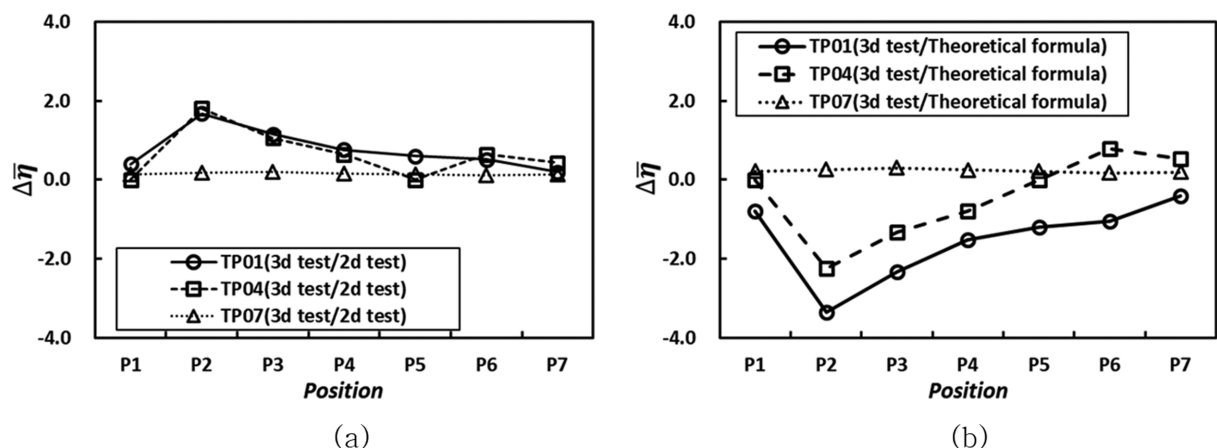 4.0
2.0
0.0
-2.0
-4.0
Δη̅
TP01(3d test/2d test)
TP04(3d test/2d test)
TP07(3d test/2d test)
P1 P2 P3 P4 P5 P6 P7
Position
(a)
4.0
2.0
0.0
-2.0
-4.0
Δη̅
TP01(3d test/Theoretical formula)
TP04(3d test/Theoretical formula)
TP07(3d test/Theoretical formula)
P1 P2 P3 P4 P5 P6 P7
Position
(b)